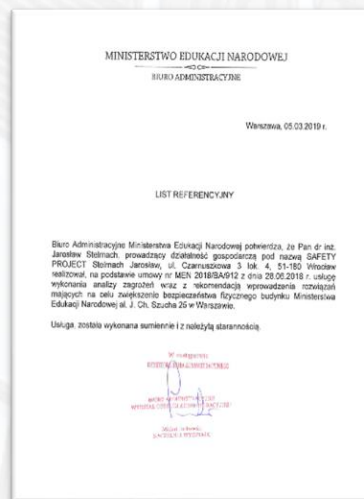 MINISTERSTWO EDUKACJI NARODOWEJ
BIURO ADMINISTRACYJNE
Warszawa, 05.03.2019 r.
LIST REFERENCYJNY
Biuro Administracyjne Ministerstwa Edukacji Narodowej potwierdza, że Pan dr inż.
Jarosław Stelmach, prowadzący działalność gospodarczą pod nazwą SAFETY
PROJECT Stelmach Jarosław, ul. Czarnuszkowa 3 lok. 4, 51-180 Wrocław
realizował, na podstawie umowy nr MEN 2018/BA/912 z dnia 28.06.2018 r. usługę
wykonania analizy zagrożeń wraz z rekomendacją wprowadzenia rozwiązań
mających na celu zwiększenie bezpieczeństwa fizycznego budynku Ministerstwa
Edukacji Narodowej al. J. Ch. Szucha 25 w Warszawie.
Usługa, została wykonana sumiennie i z należytą starannością.
W zastępstwie